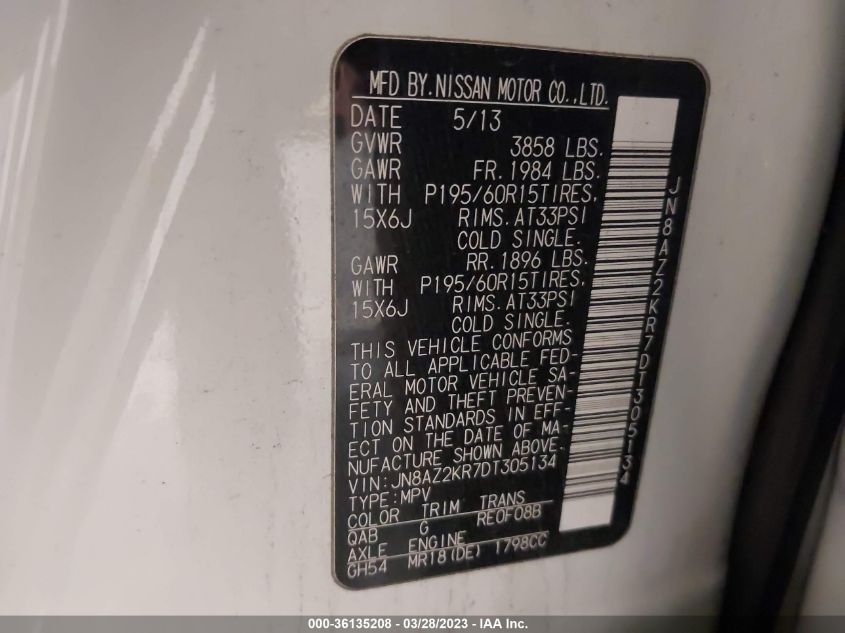 MFD BY.NISSAN MOTOR CO.,LTD.
DATE 5/13
GVWR 3858 LBS.
GAWR FR. 1984 LBS.
WITH P195/60R15TIRES,
15X6J RIMS. AT33PSI
COLD SINGLE.
GAWR RR. 1896 LBS.
WITH P195/60R15TIRES,
15X6J RIMS. AT33PSI
COLD SINGLE.
THIS VEHICLE CONFORMS
TO ALL APPLICABLE FED-
ERAL MOTOR VEHICLE SA-
FETY AND THEFT PREVEN-
TION STANDARDS IN EFF-
ECT ON THE DATE OF MA-
NUFACTURE SHOWN ABOVE.
VIN:JN8AZ2KR7DT305134
TYPE:MPV
COLOR TRIM TRANS
QAB G RE0F08B
AXLE ENGINE
GH54 MR18(DE) 1798CC
JN8AZ2KR7DT305134
000-36135208 - 03/28/2023 - IAA Inc.